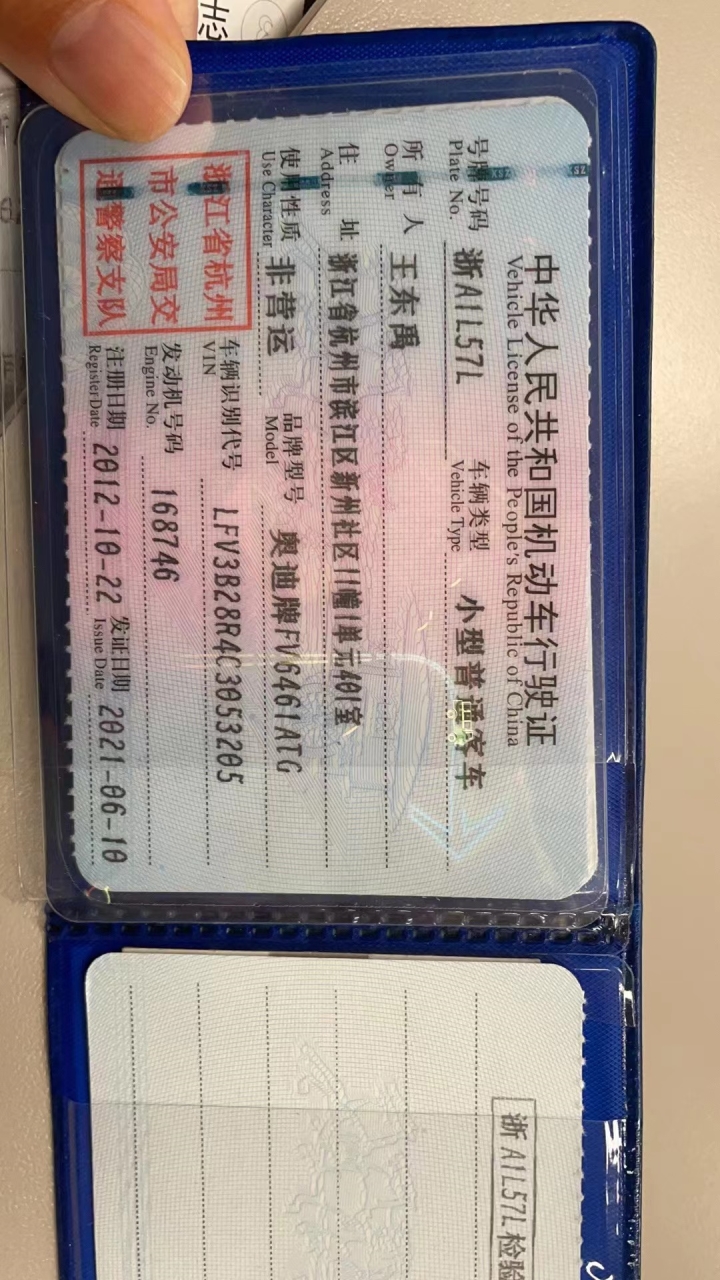 中华人民共和国机动车行驶证
Vehicle License of the People's Republic of China
号牌号码 浙A1L57L 车辆类型 小型普通客车
Plate No. Vehicle Type
所有人 王东禹
Owner
住址 浙江省杭州市滨江区新州社区11幢1单元401室
Address
使用性质 非营运 品牌型号 奥迪牌FV6461ATG
Use Character Model
浙江省杭州
市公安局交
通警察支队
车辆识别代号 LFV3B28R4C3053205
VIN
发动机号码 168746
Engine No.
注册日期 2012-10-22 发证日期 2021-06-10
Register Date Issue Date
浙A1L57L检验